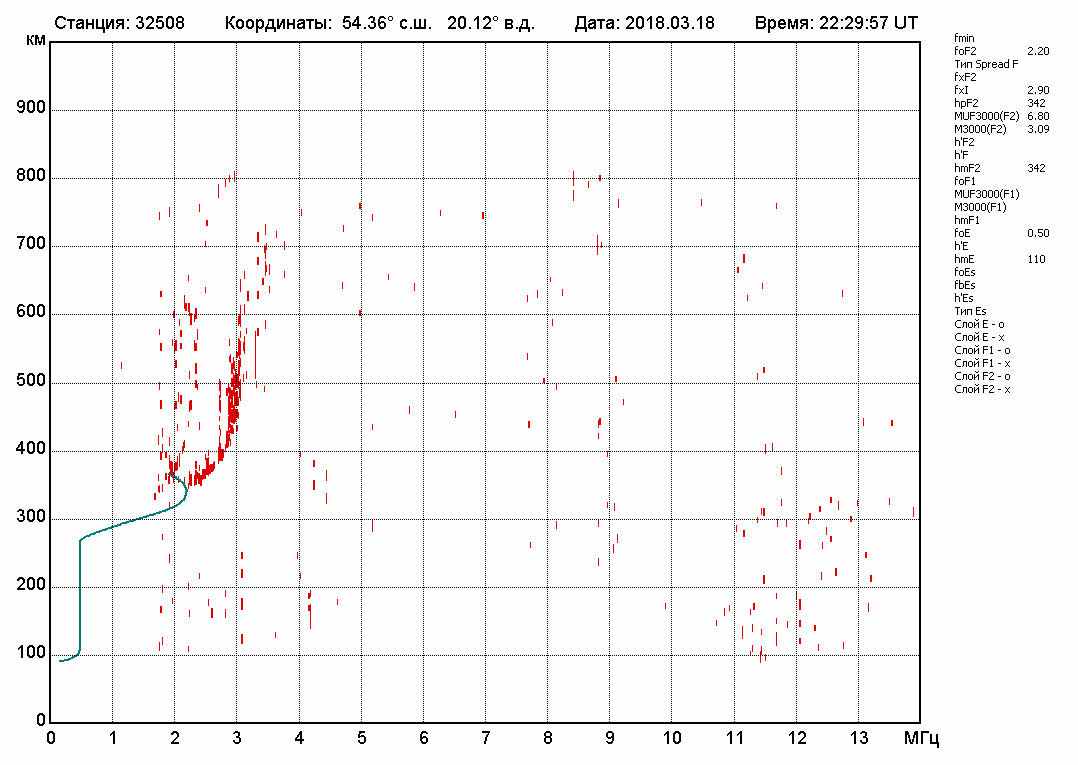 Станция: 32508 Координаты: 54.36° с.ш. 20.12° в.д. Дата: 2018.03.18 Время: 22:29:57 UT
км
900
800
700
600
500
400
300
200
100
0
0 1 2 3 4 5 6 7 8 9 10 11 12 13 МГц
fmin
foF2 2.20
Тип Spread F
fxF2
fxI 2.90
hpF2 342
MUF3000(F2) 6.80
M3000(F2) 3.09
h'F2
h'F
hmF2 342
foF1
MUF3000(F1)
M3000(F1)
hmF1
foE 0.50
h'E
hmE 110
foEs
fbEs
h'Es
Тип Es
Слой E - o
Слой E - x
Слой F1 - o
Слой F1 - x
Слой F2 - o
Слой F2 - x